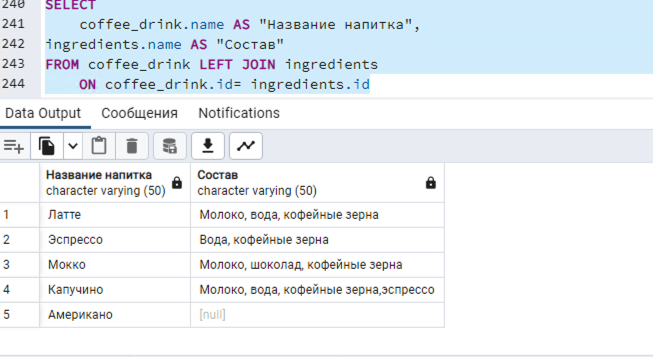 240 SELECT
241 coffee_drink.name AS "Название напитка",
242 ingredients.name AS "Состав"
243 FROM coffee_drink LEFT JOIN ingredients
244 ON coffee_drink.id= ingredients.id
Data Output Сообщения Notifications
Название напитка Состав
character varying (50) character varying (50)
1 Латте Молоко, вода, кофейные зерна
2 Эспрессо Вода, кофейные зерна
3 Мокко Молоко, шоколад, кофейные зерна
4 Капучино Молоко, вода, кофейные зерна,эспрессо
5 Американо [null]